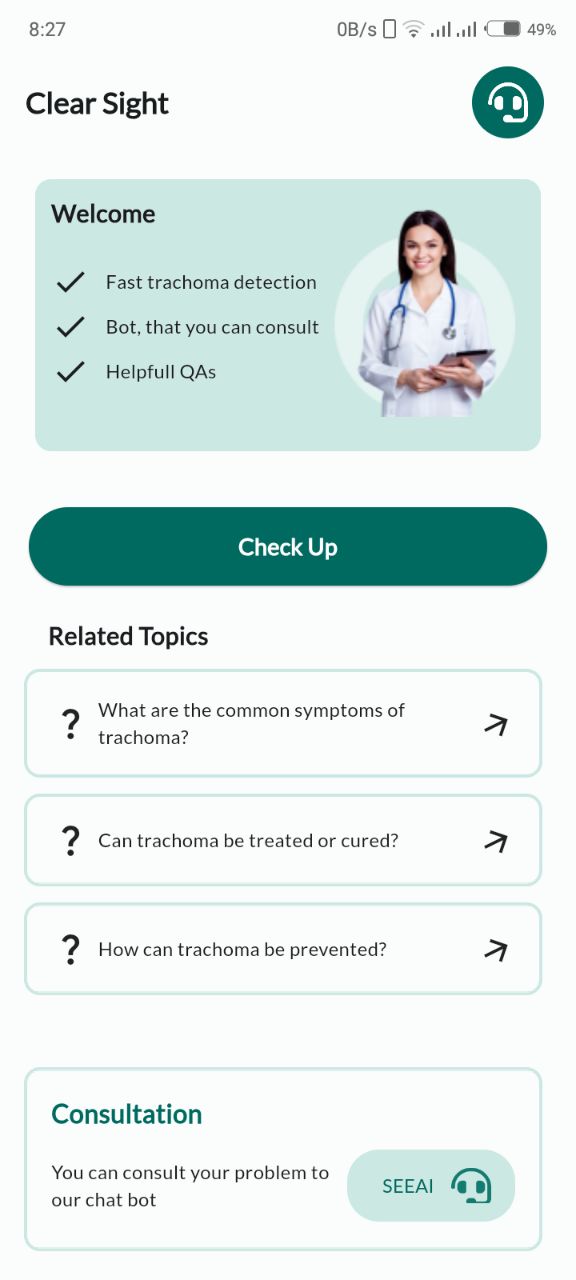 8:27
0B/s
49%
Clear Sight
Welcome
Fast trachoma detection
Bot, that you can consult
Helpfull QAs
Check Up
Related Topics
? What are the common symptoms of
trachoma?
? Can trachoma be treated or cured?
? How can trachoma be prevented?
Consultation
You can consult your problem to
our chat bot
SEEAI